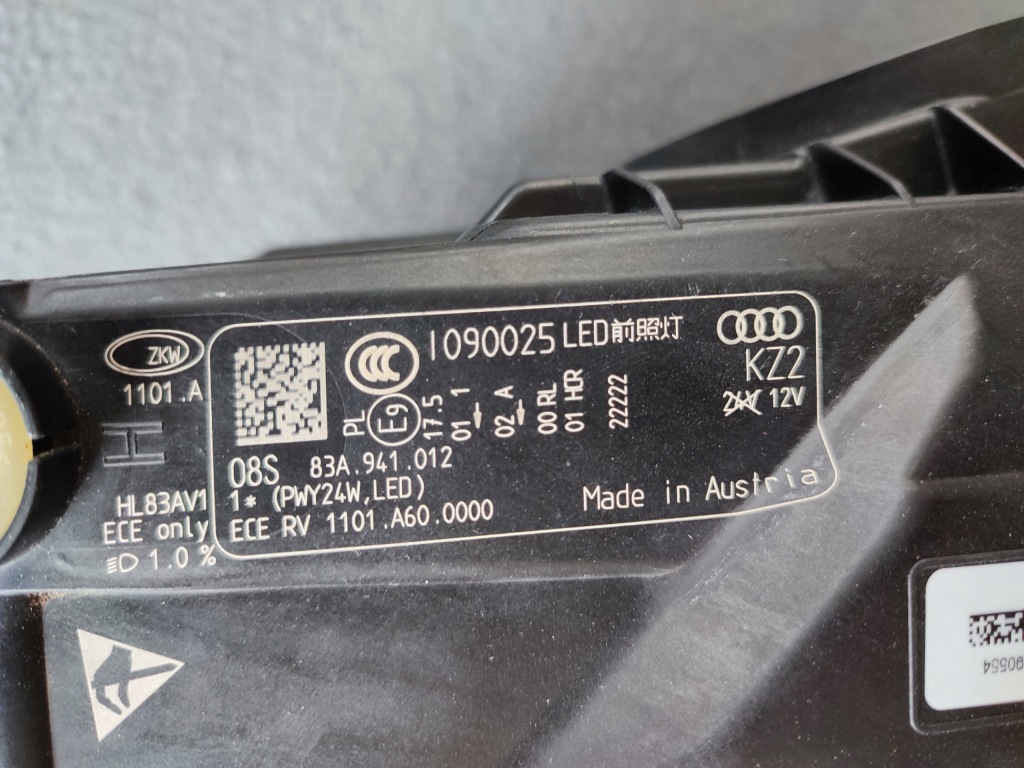 ZKW
1101.A
H
HL83AV1
ECE only
1.0 %
CCC
1090025 LED前照灯
KZ2
12V
PL
E9
17.5
01 1
02 A
00 RL
01 HCR
22222
08S 83A.941.012
1* (PWY24W,LED)
ECE RV 1101.A60.0000
Made in Austria
90554